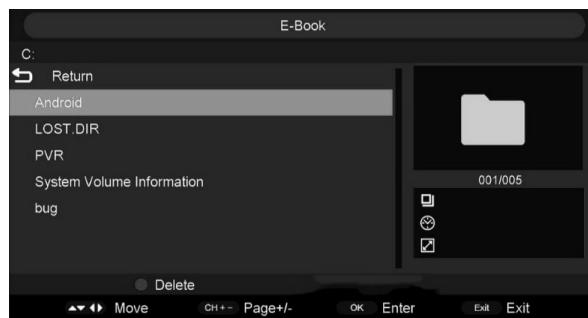 E-Book
C:
Return
Android
LOST.DIR
PVR
System Volume Information
bug
001/005
Delete
Move CH + - Page+/- OK Enter Exit Exit